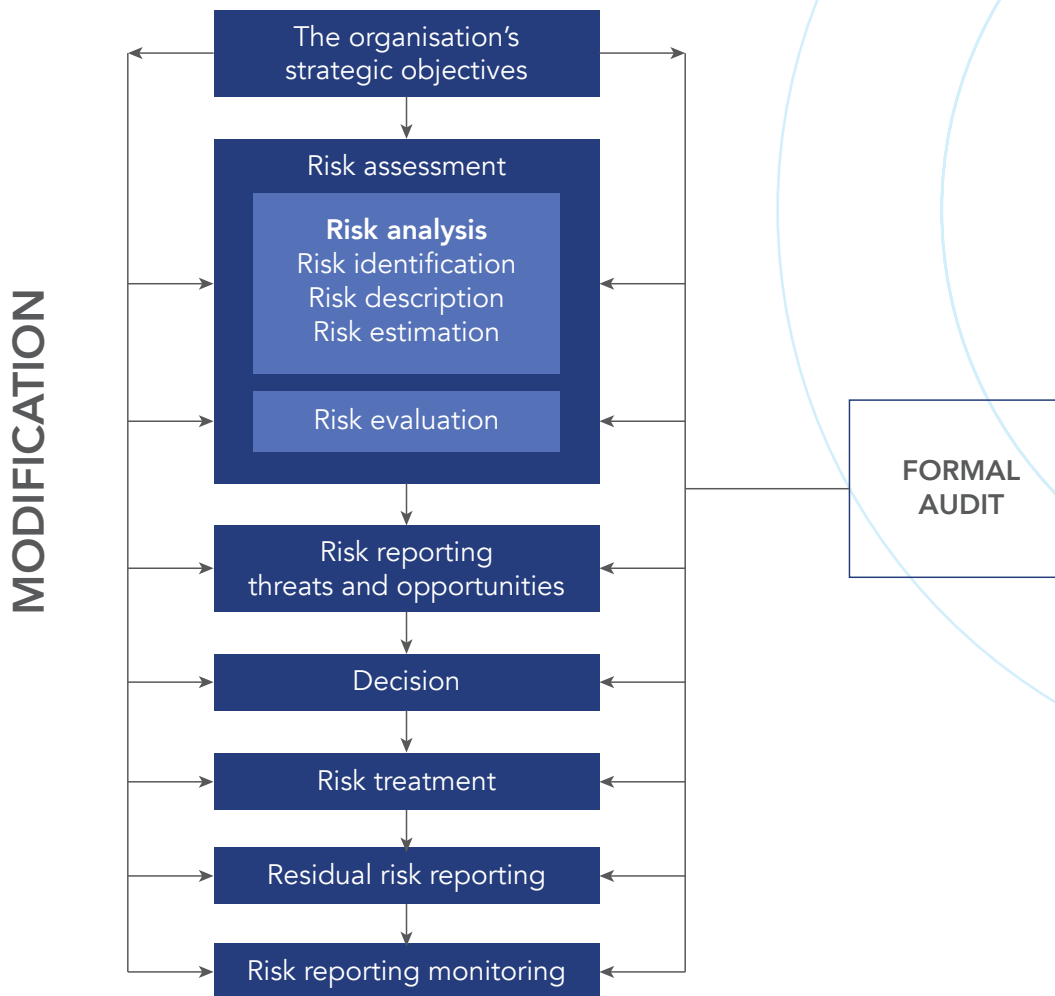 The organisation's
strategic objectives
Risk assessment
Risk analysis
Risk identification
Risk description
Risk estimation
Risk evaluation
Risk reporting
threats and opportunities
Decision
Risk treatment
Residual risk reporting
Risk reporting monitoring
MODIFICATION
FORMAL
AUDIT